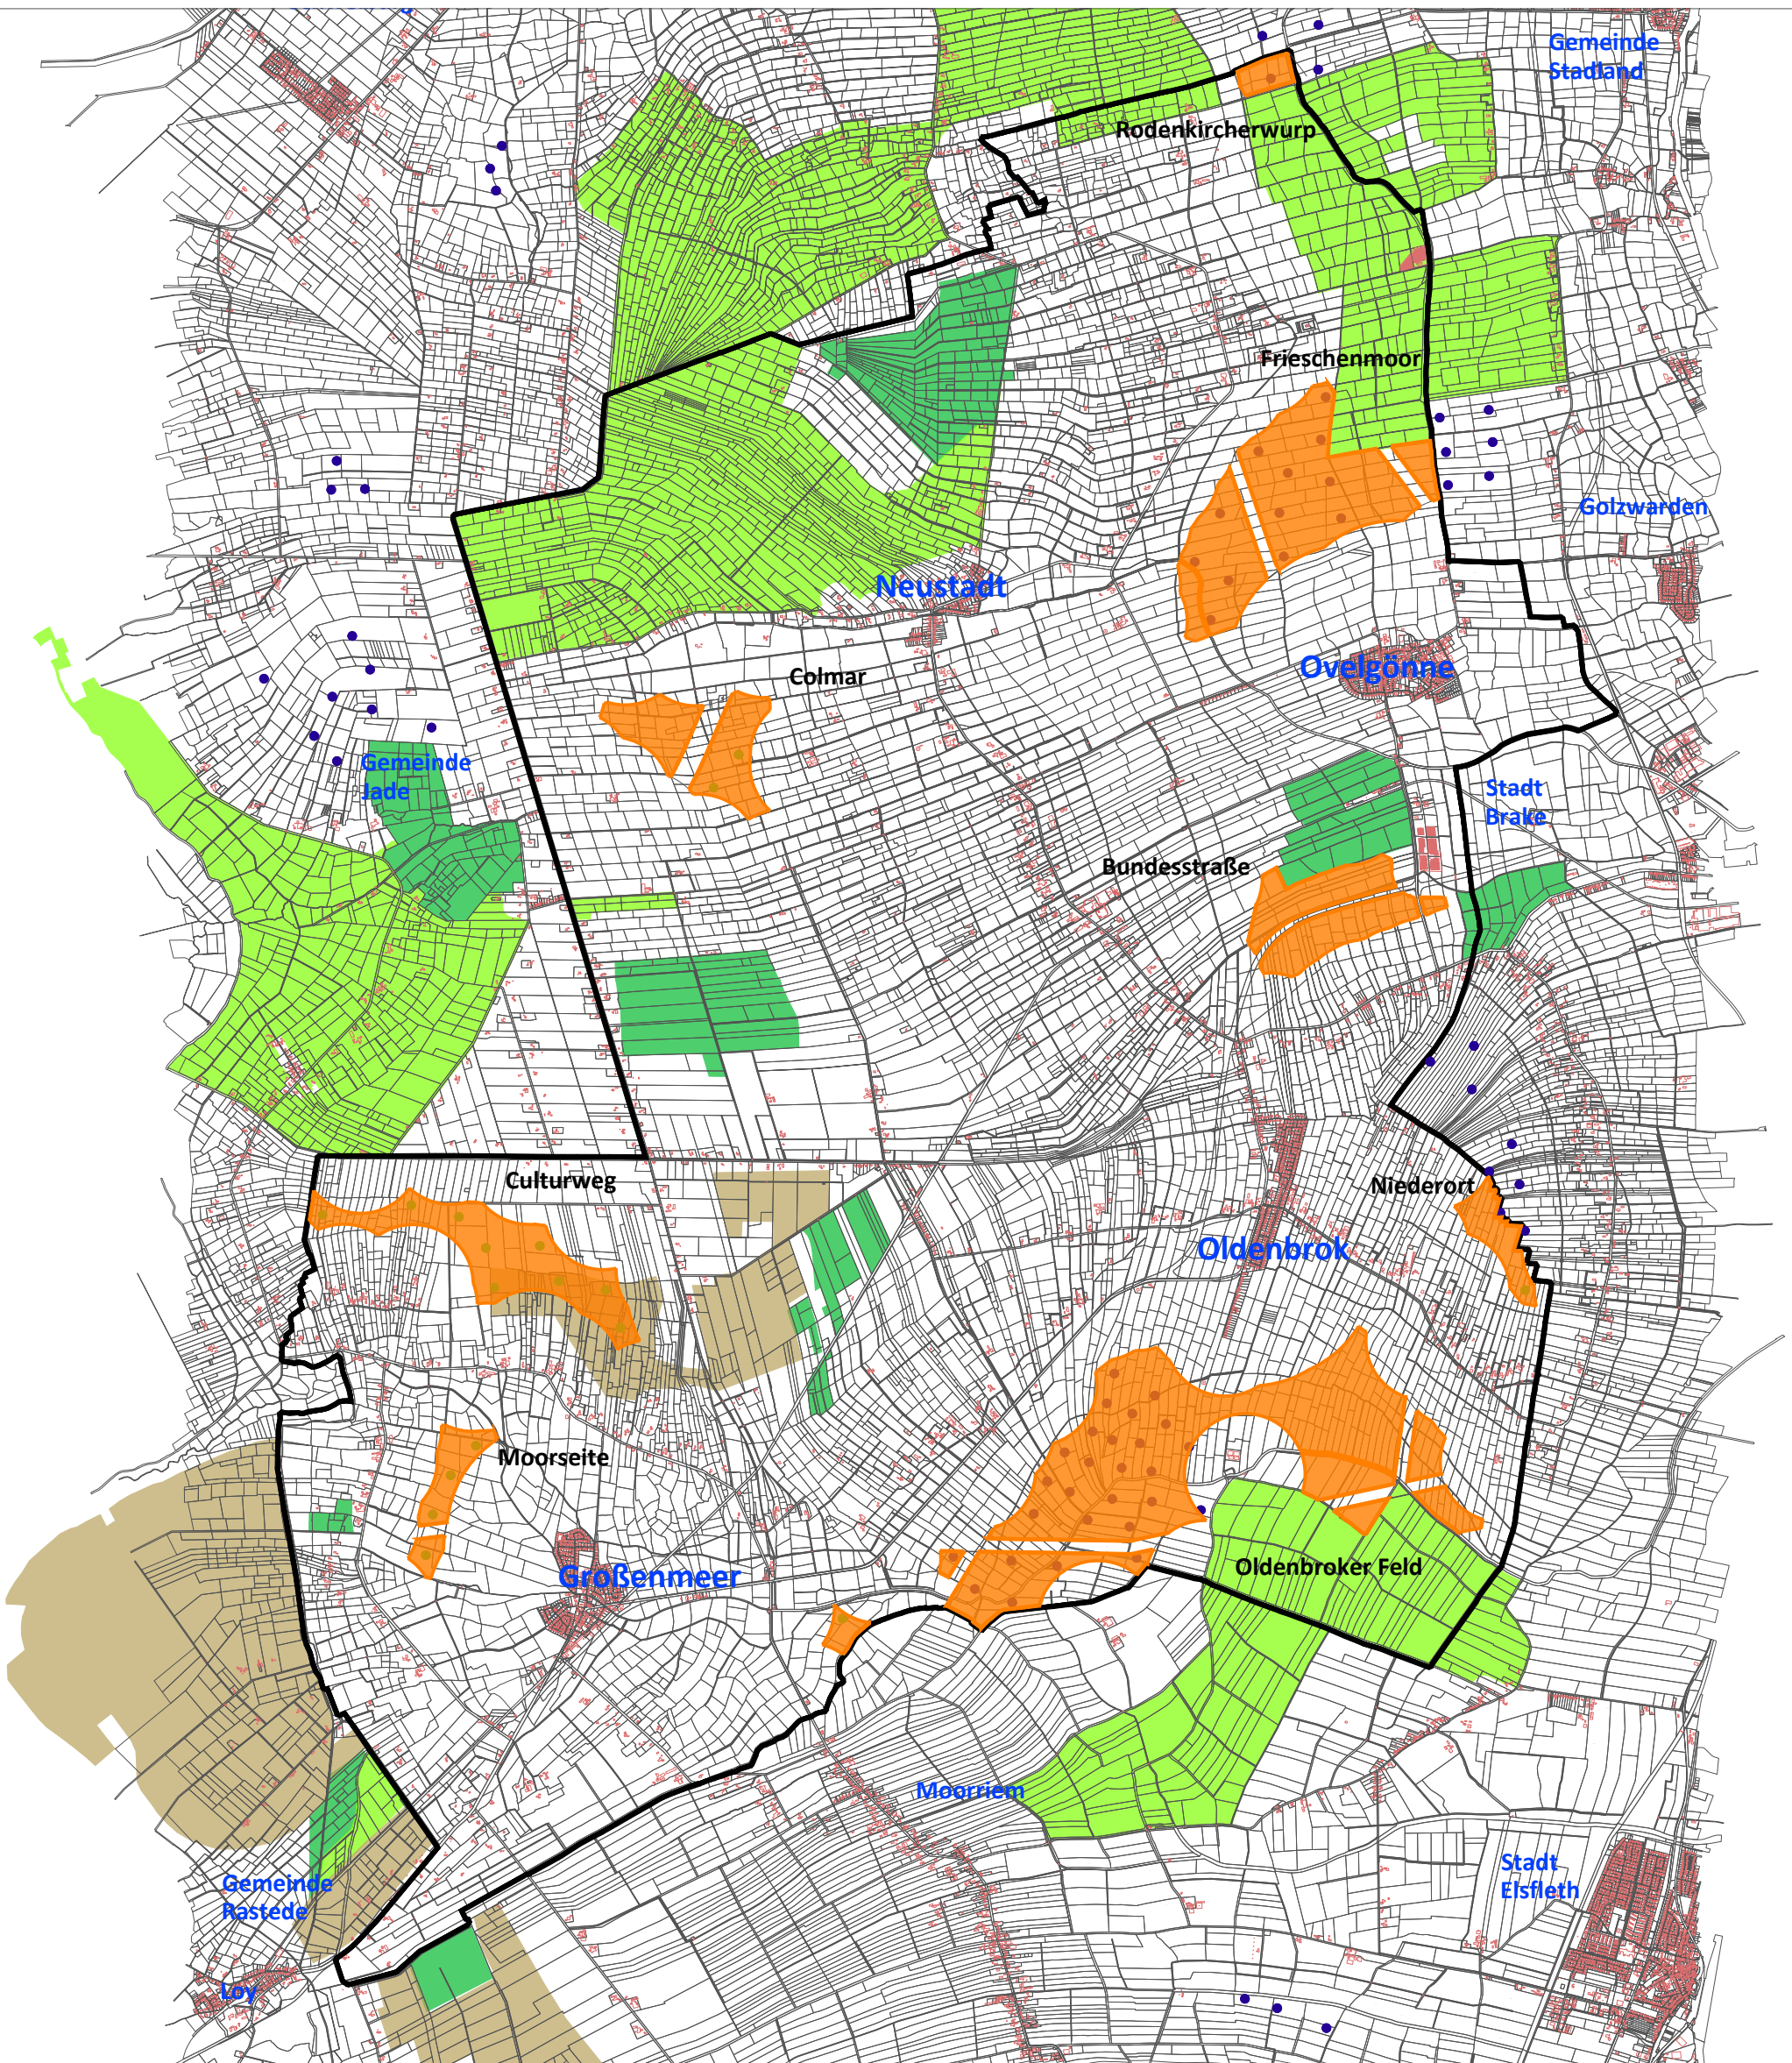 Gemeinde
Stadland
Rodenkircherwurp
Frieschenmoor
Golzwarden
Neustadt
Ovelgönne
Colmar
Gemeinde
Jade
Stadt
Brake
Bundesstraße
Culturweg
Niederort
Oldenbrok
Moorseite
Großenmeer
Oldenbroker Feld
Moorriem
Stadt
Elsfleth
Gemeinde
Rastede
Loy